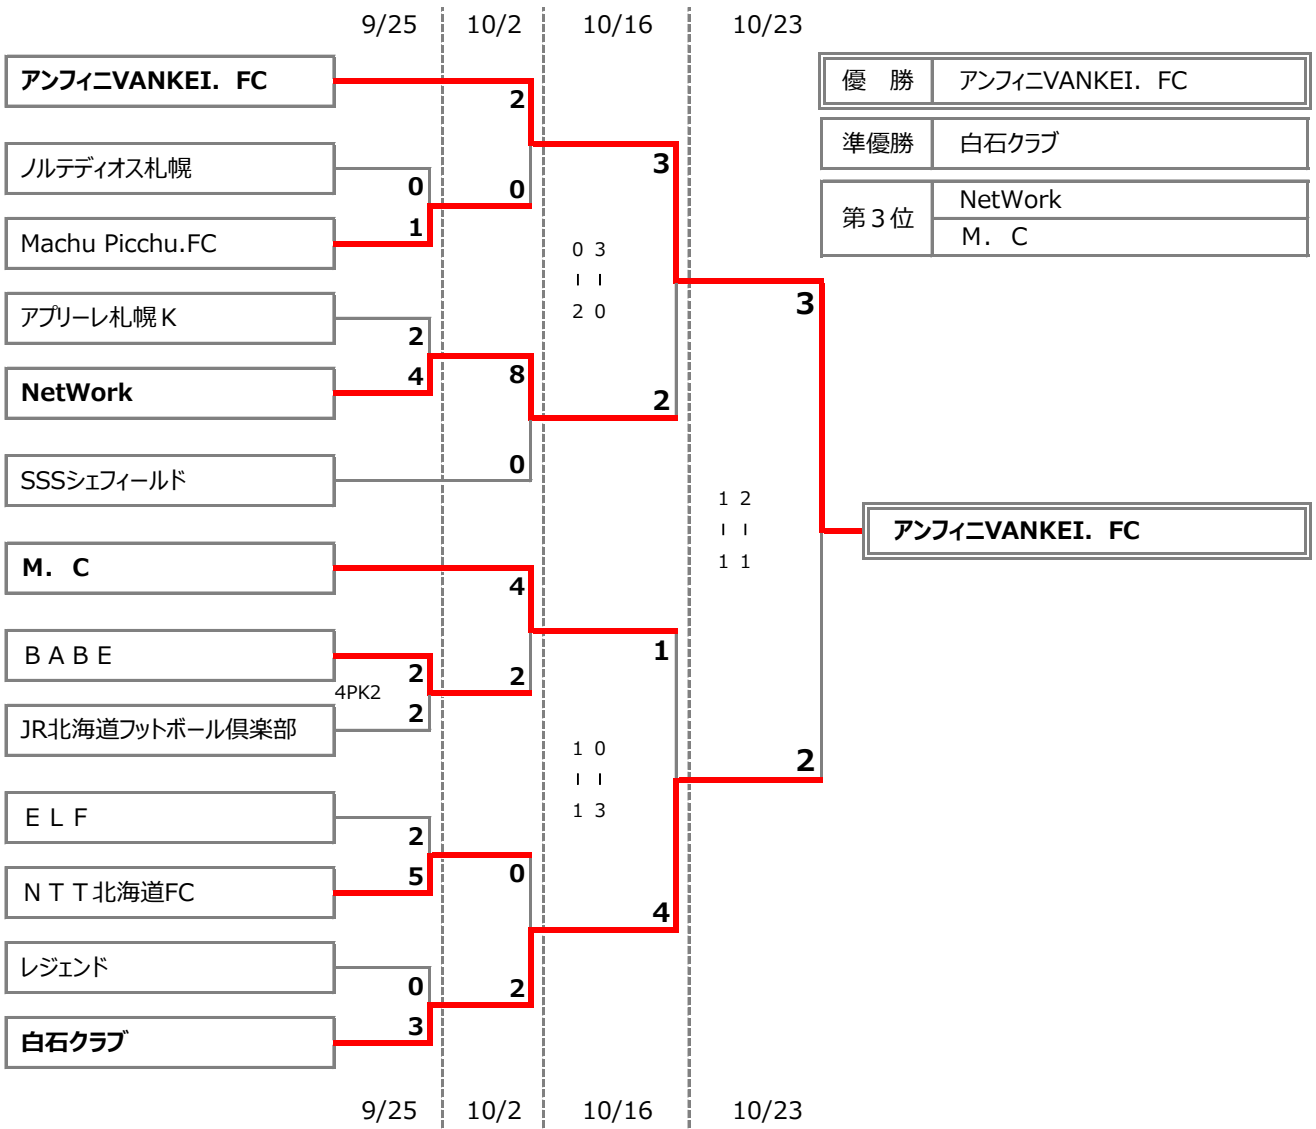 9/25 10/2 10/16 10/23
アンフィニVANKEI． FC
2
優 勝 アンフィニVANKEI． FC
準優勝 白石クラブ
第３位 NetWork
M． C
ノルテディオス札幌
0
0
3
Machu Picchu.FC
1
0 3
ー ー
2 0
アプリーレ札幌Ｋ
2
3
NetWork
4
8
2
SSSシェフィールド
0
1 2
ー ー
1 1
アンフィニVANKEI． FC
M． C
4
ＢＡＢＥ
2
2
1
4PK2
JR北海道フットボール倶楽部
2
1 0
ー ー
1 3
2
ＥＬＦ
2
ＮＴＴ北海道FC
5
0
4
レジェンド
0
2
白石クラブ
3
9/25 10/2 10/16 10/23